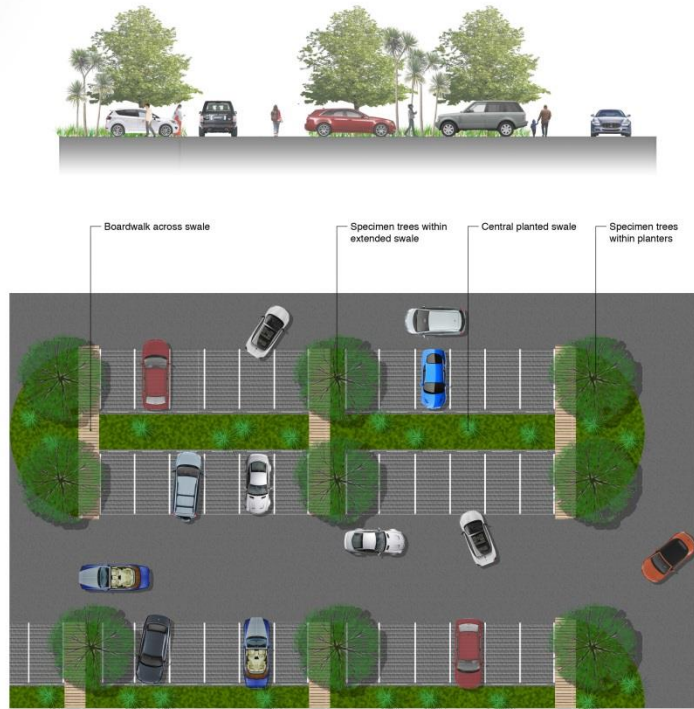 Boardwalk across swale
Specimen trees within
extended swale
Central planted swale
Specimen trees
within planters